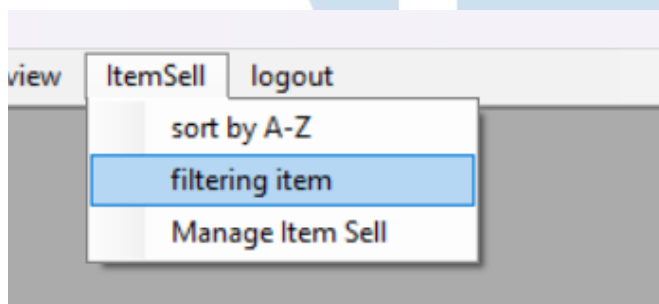 view ItemSell logout
sort by A-Z
filtering item
Manage Item Sell